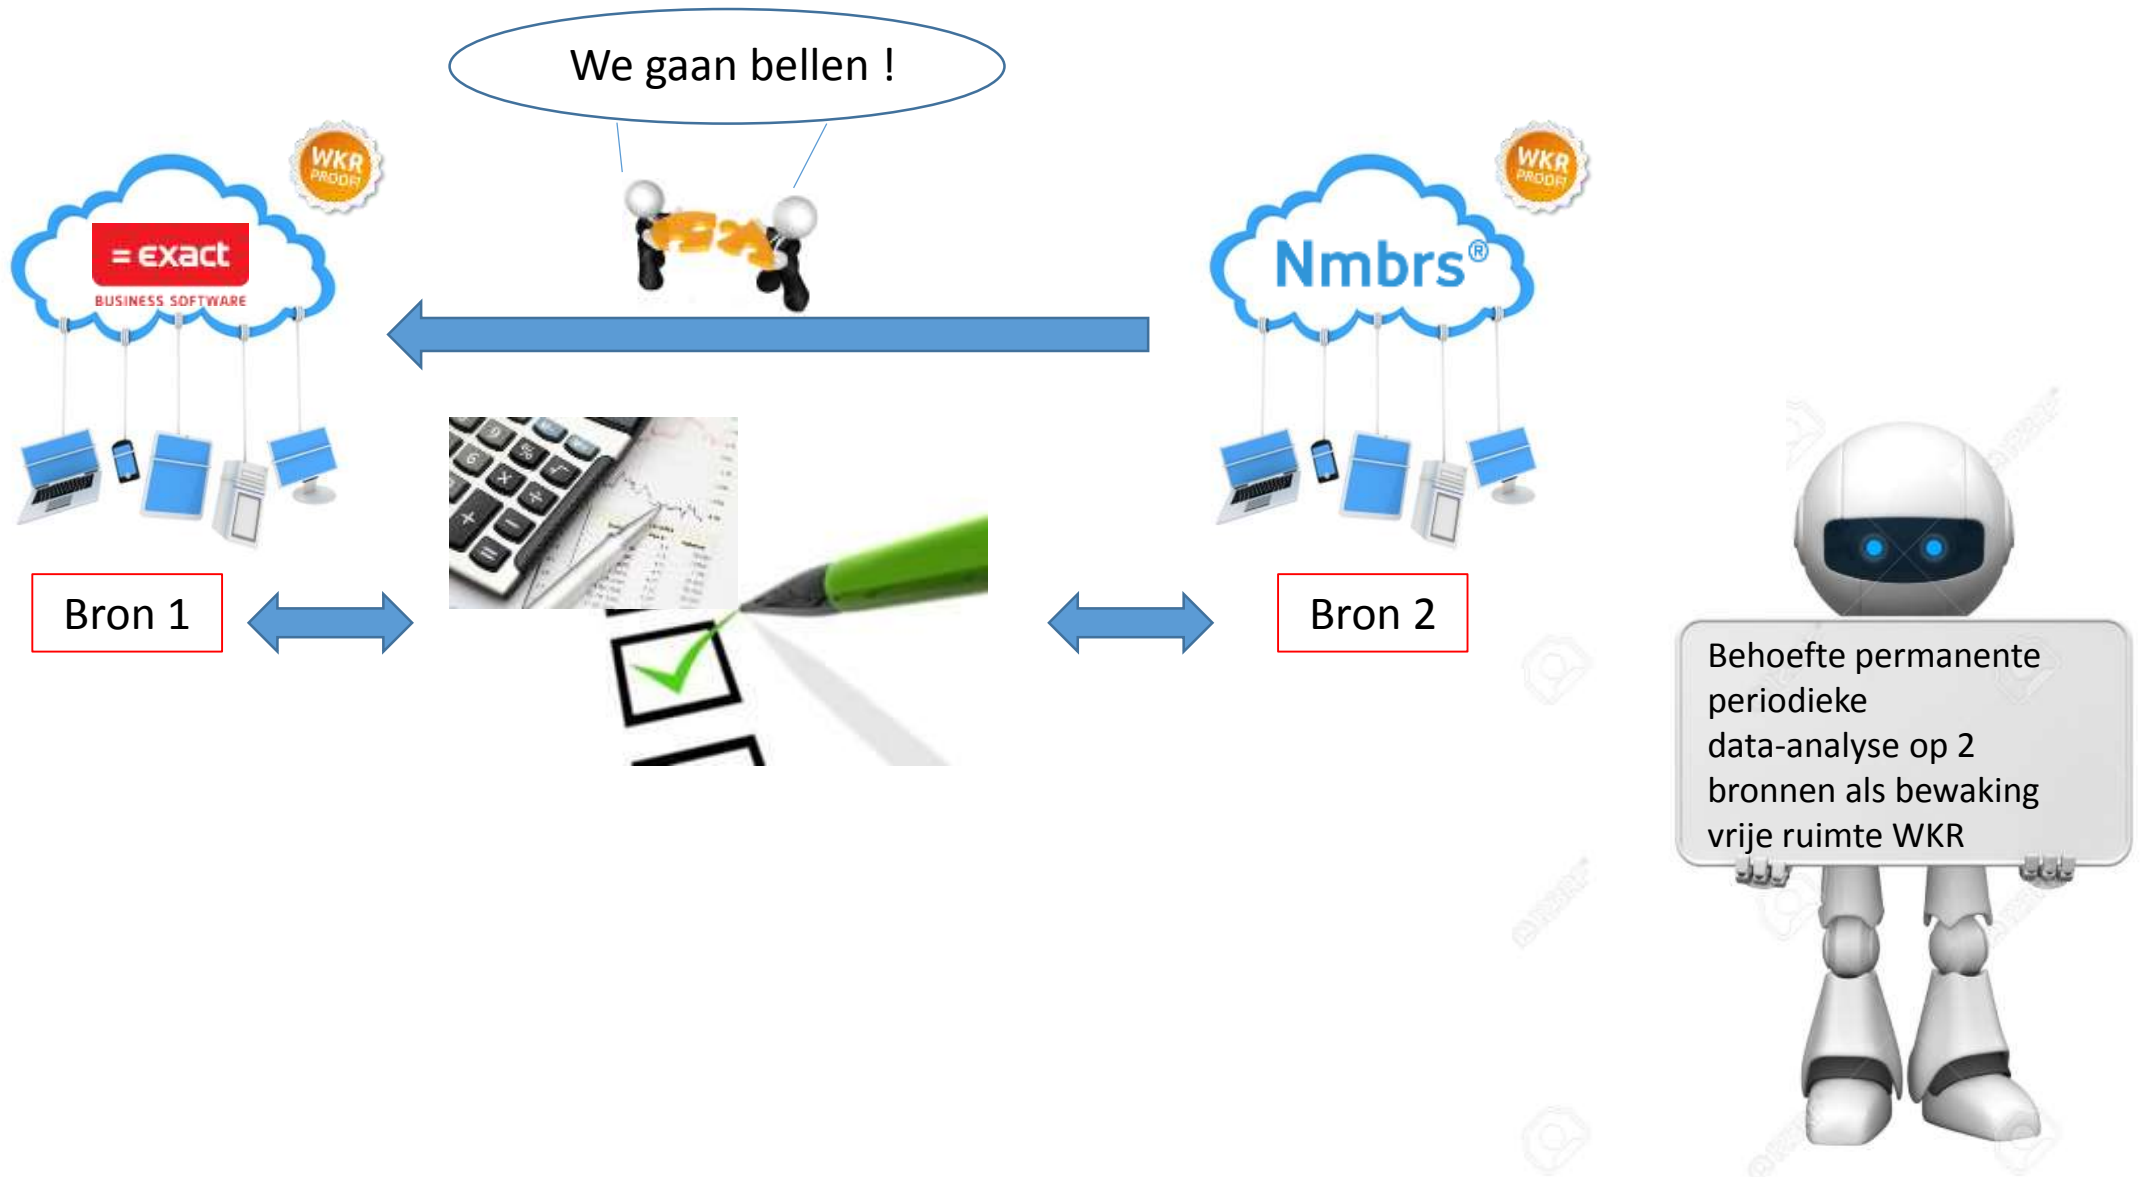 We gaan bellen !
WKR
PROOF!
= exact
BUSINESS SOFTWARE
WKR
PROOF!
Nmbrs®
Bron 1
Bron 2
Behoefte permanente
periodieke
data-analyse op 2
bronnen als bewaking
vrije ruimte WKR